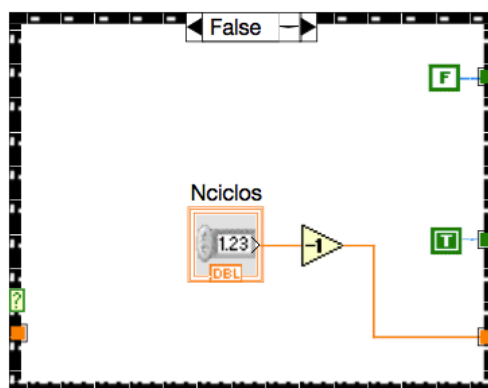 False
F
Nciclos
1.23
-1
DBL
T
?